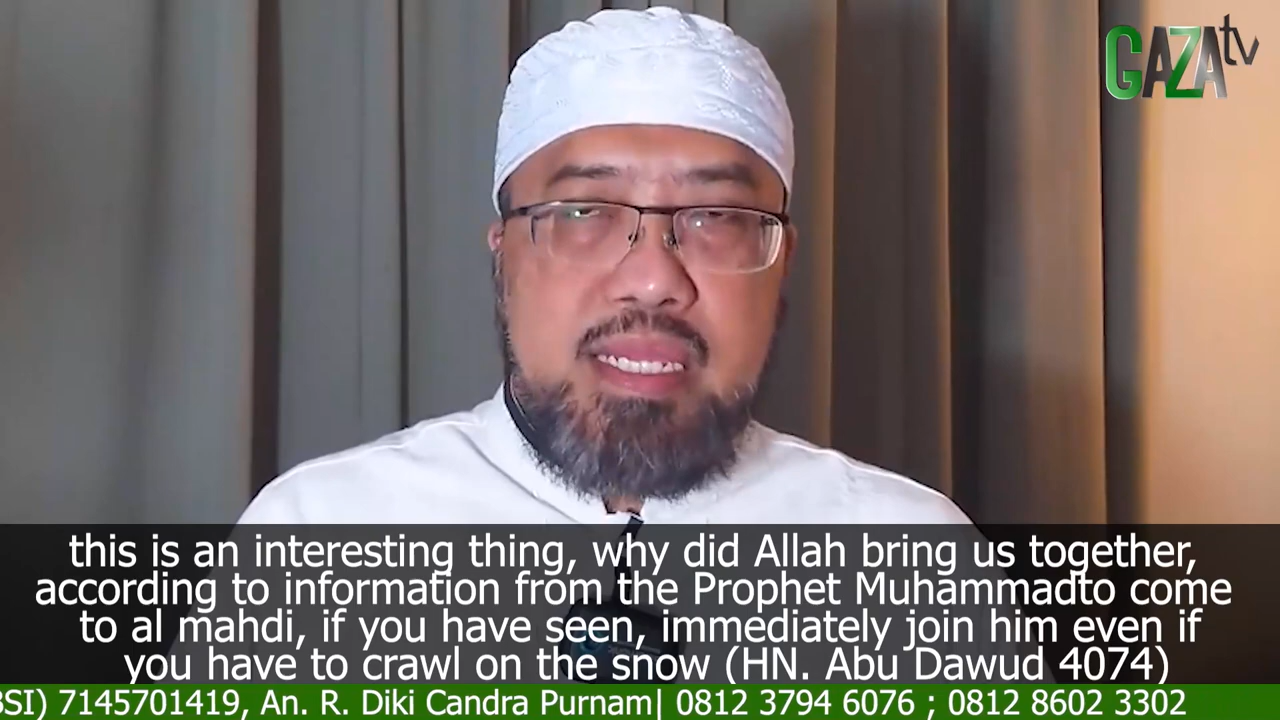 GAZA tv
this is an interesting thing, why did Allah bring us together,
according to information from the Prophet Muhammadto come
to al mahdi, if you have seen, immediately join him even if
you have to crawl on the snow (HN. Abu Dawud 4074)
BSI) 7145701419, An. R. Diki Candra Purnam| 0812 3794 6076 ; 0812 8602 3302